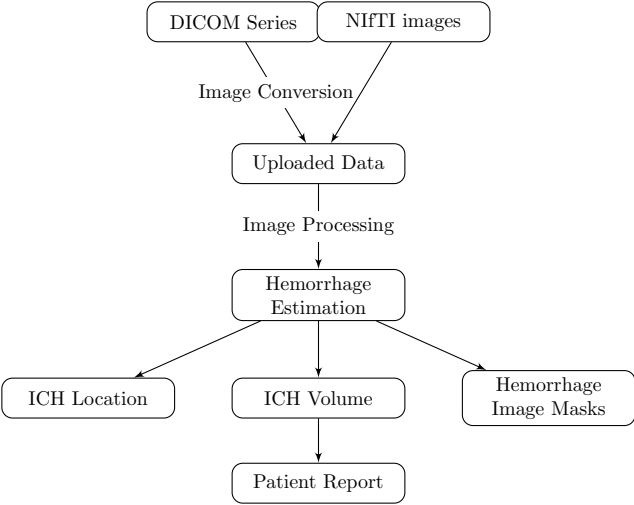 DICOM Series
NIfTI images
Image Conversion
Uploaded Data
Image Processing
Hemorrhage
Estimation
ICH Location
ICH Volume
Hemorrhage
Image Masks
Patient Report